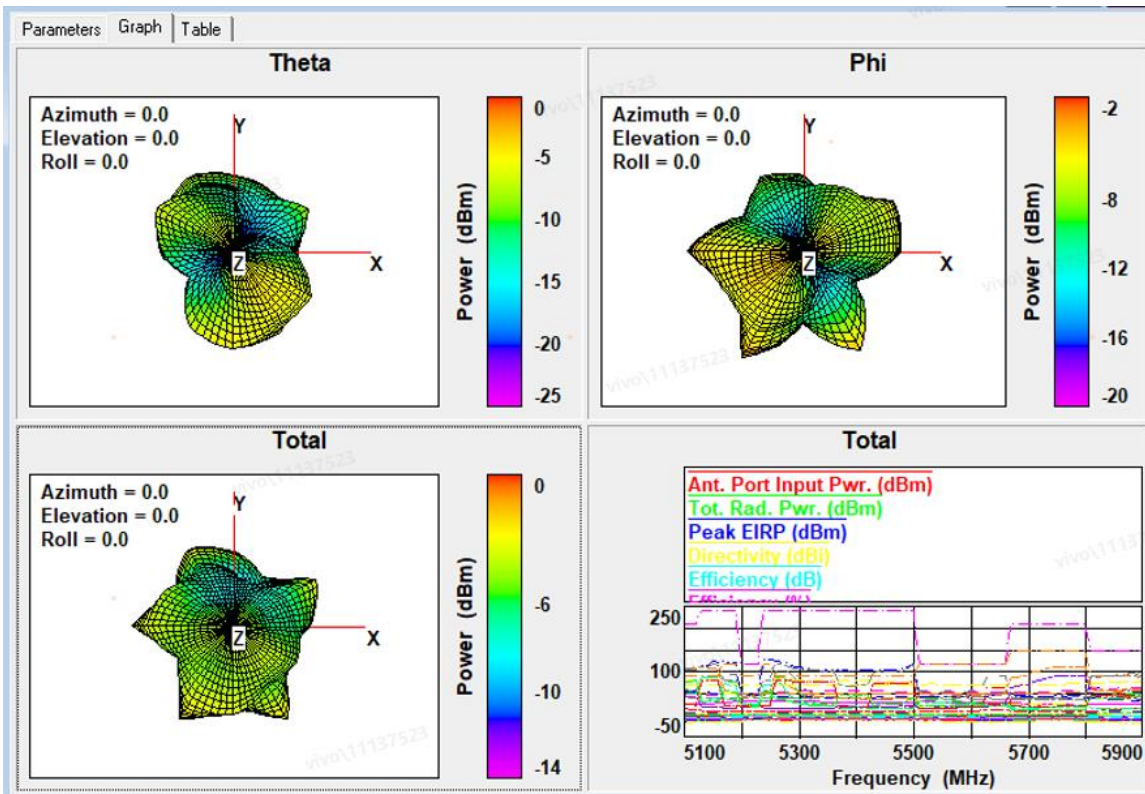 Parameters Graph Table
Theta
Azimuth = 0.0
Elevation = 0.0
Roll = 0.0
Y
X
Z
Power (dBm)
0
-5
-10
-15
-20
-25
Phi
Azimuth = 0.0
Elevation = 0.0
Roll = 0.0
Y
X
Z
Power (dBm)
-2
-8
-12
-16
-20
Total
Azimuth = 0.0
Elevation = 0.0
Roll = 0.0
Y
X
Z
Power (dBm)
0
-6
-10
-14
Total
Ant. Port Input Pwr. (dBm)
Tot. Rad. Pwr. (dBm)
Peak EIRP (dBm)
Directivity (dBi)
Efficiency (dB)
Efficiency (%)
250
100
-50
5100 5300 5500 5700 5900
Frequency (MHz)
vivo\11137523
vivo\11137523
vivo\11137523
vivo\11137523
vivo\11137523